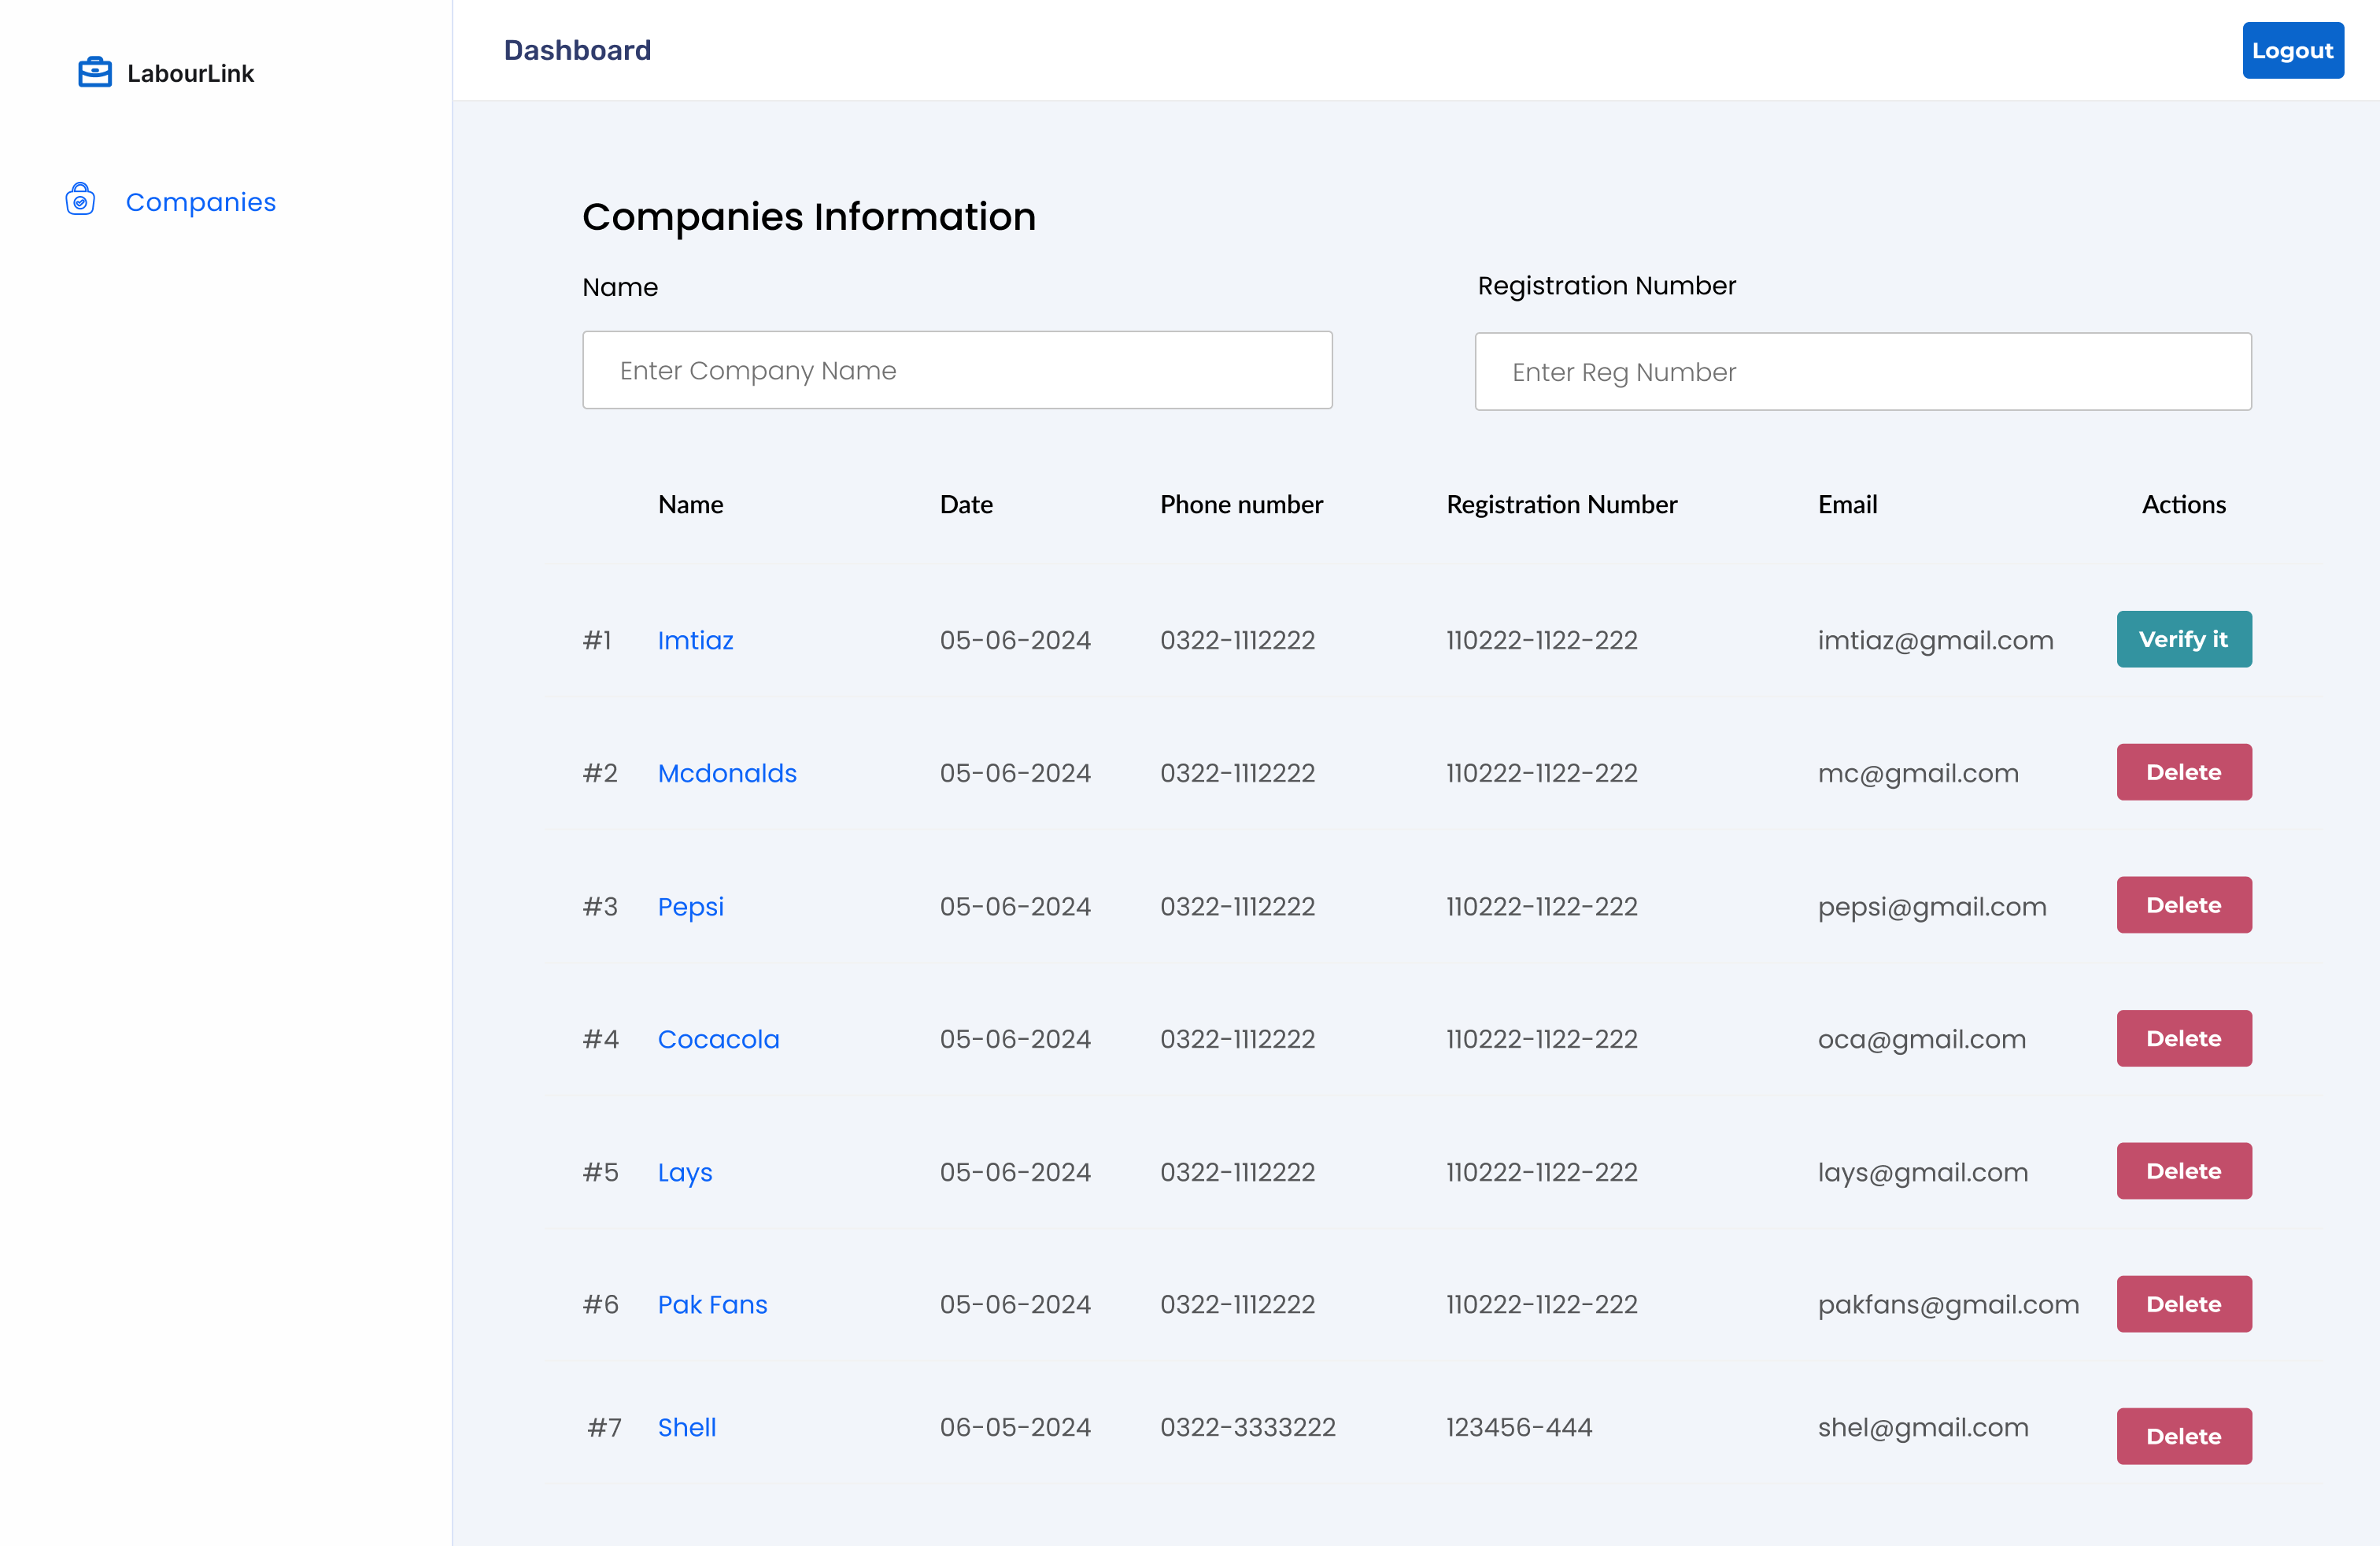 LabourLink
Dashboard
Logout
Companies
Companies Information
Name
Registration Number
Enter Company Name
Enter Reg Number
Name Date Phone number Registration Number Email Actions
#1 Imtiaz 05-06-2024 0322-1112222 110222-1122-222 imtiaz@gmail.com Verify it
#2 Mcdonalds 05-06-2024 0322-1112222 110222-1122-222 mc@gmail.com Delete
#3 Pepsi 05-06-2024 0322-1112222 110222-1122-222 pepsi@gmail.com Delete
#4 Cocacola 05-06-2024 0322-1112222 110222-1122-222 oca@gmail.com Delete
#5 Lays 05-06-2024 0322-1112222 110222-1122-222 lays@gmail.com Delete
#6 Pak Fans 05-06-2024 0322-1112222 110222-1122-222 pakfans@gmail.com Delete
#7 Shell 06-05-2024 0322-3333222 123456-444 shel@gmail.com Delete